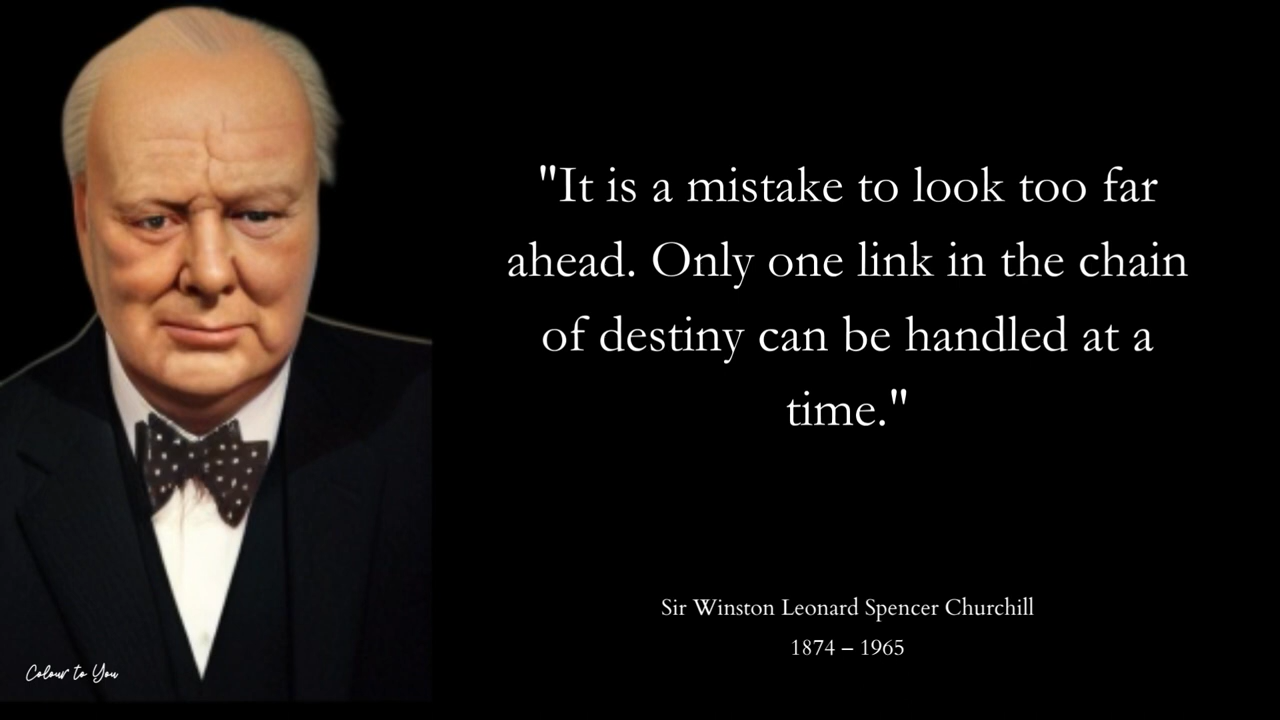 "It is a mistake to look too far
ahead. Only one link in the chain
of destiny can be handled at a
time."
Sir Winston Leonard Spencer Churchill
1874 – 1965
Colour to You